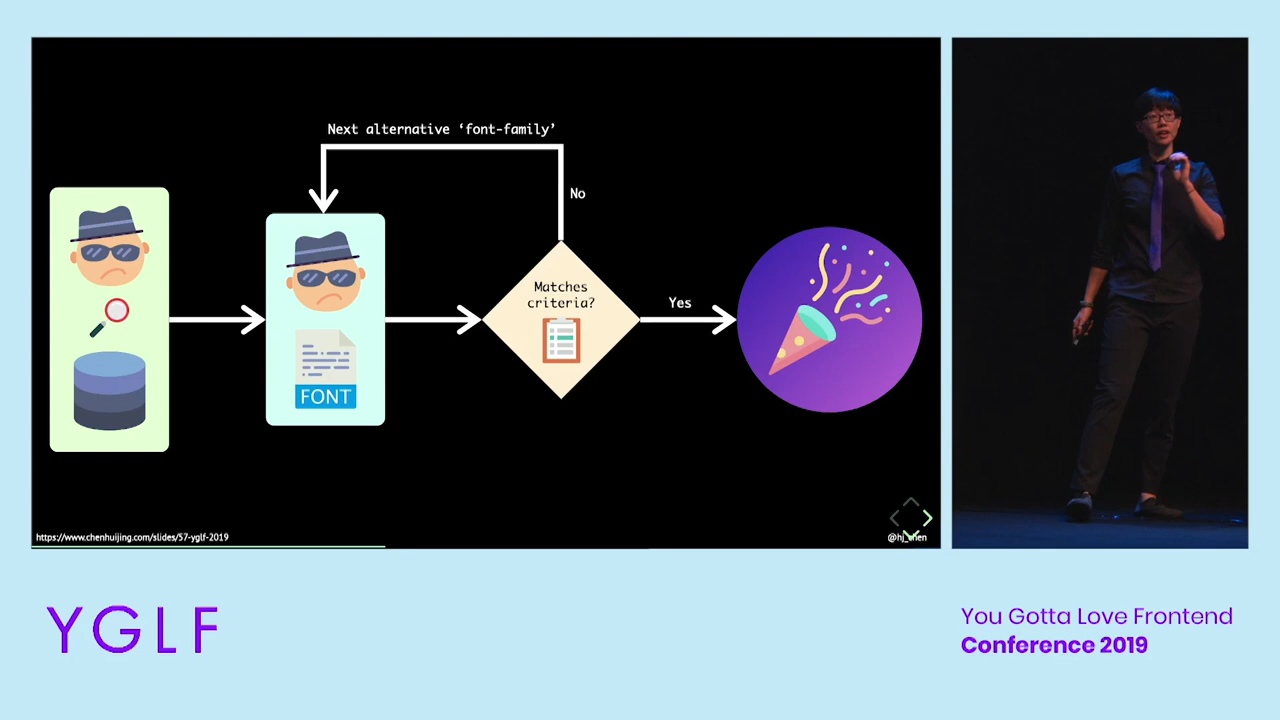 Next alternative ‘font-family’
No
Matches
criteria?
Yes
FONT
https://www.chenhuijing.com/slides/57-yglf-2019
@hj_chen
YGLF
You Gotta Love Frontend
Conference 2019